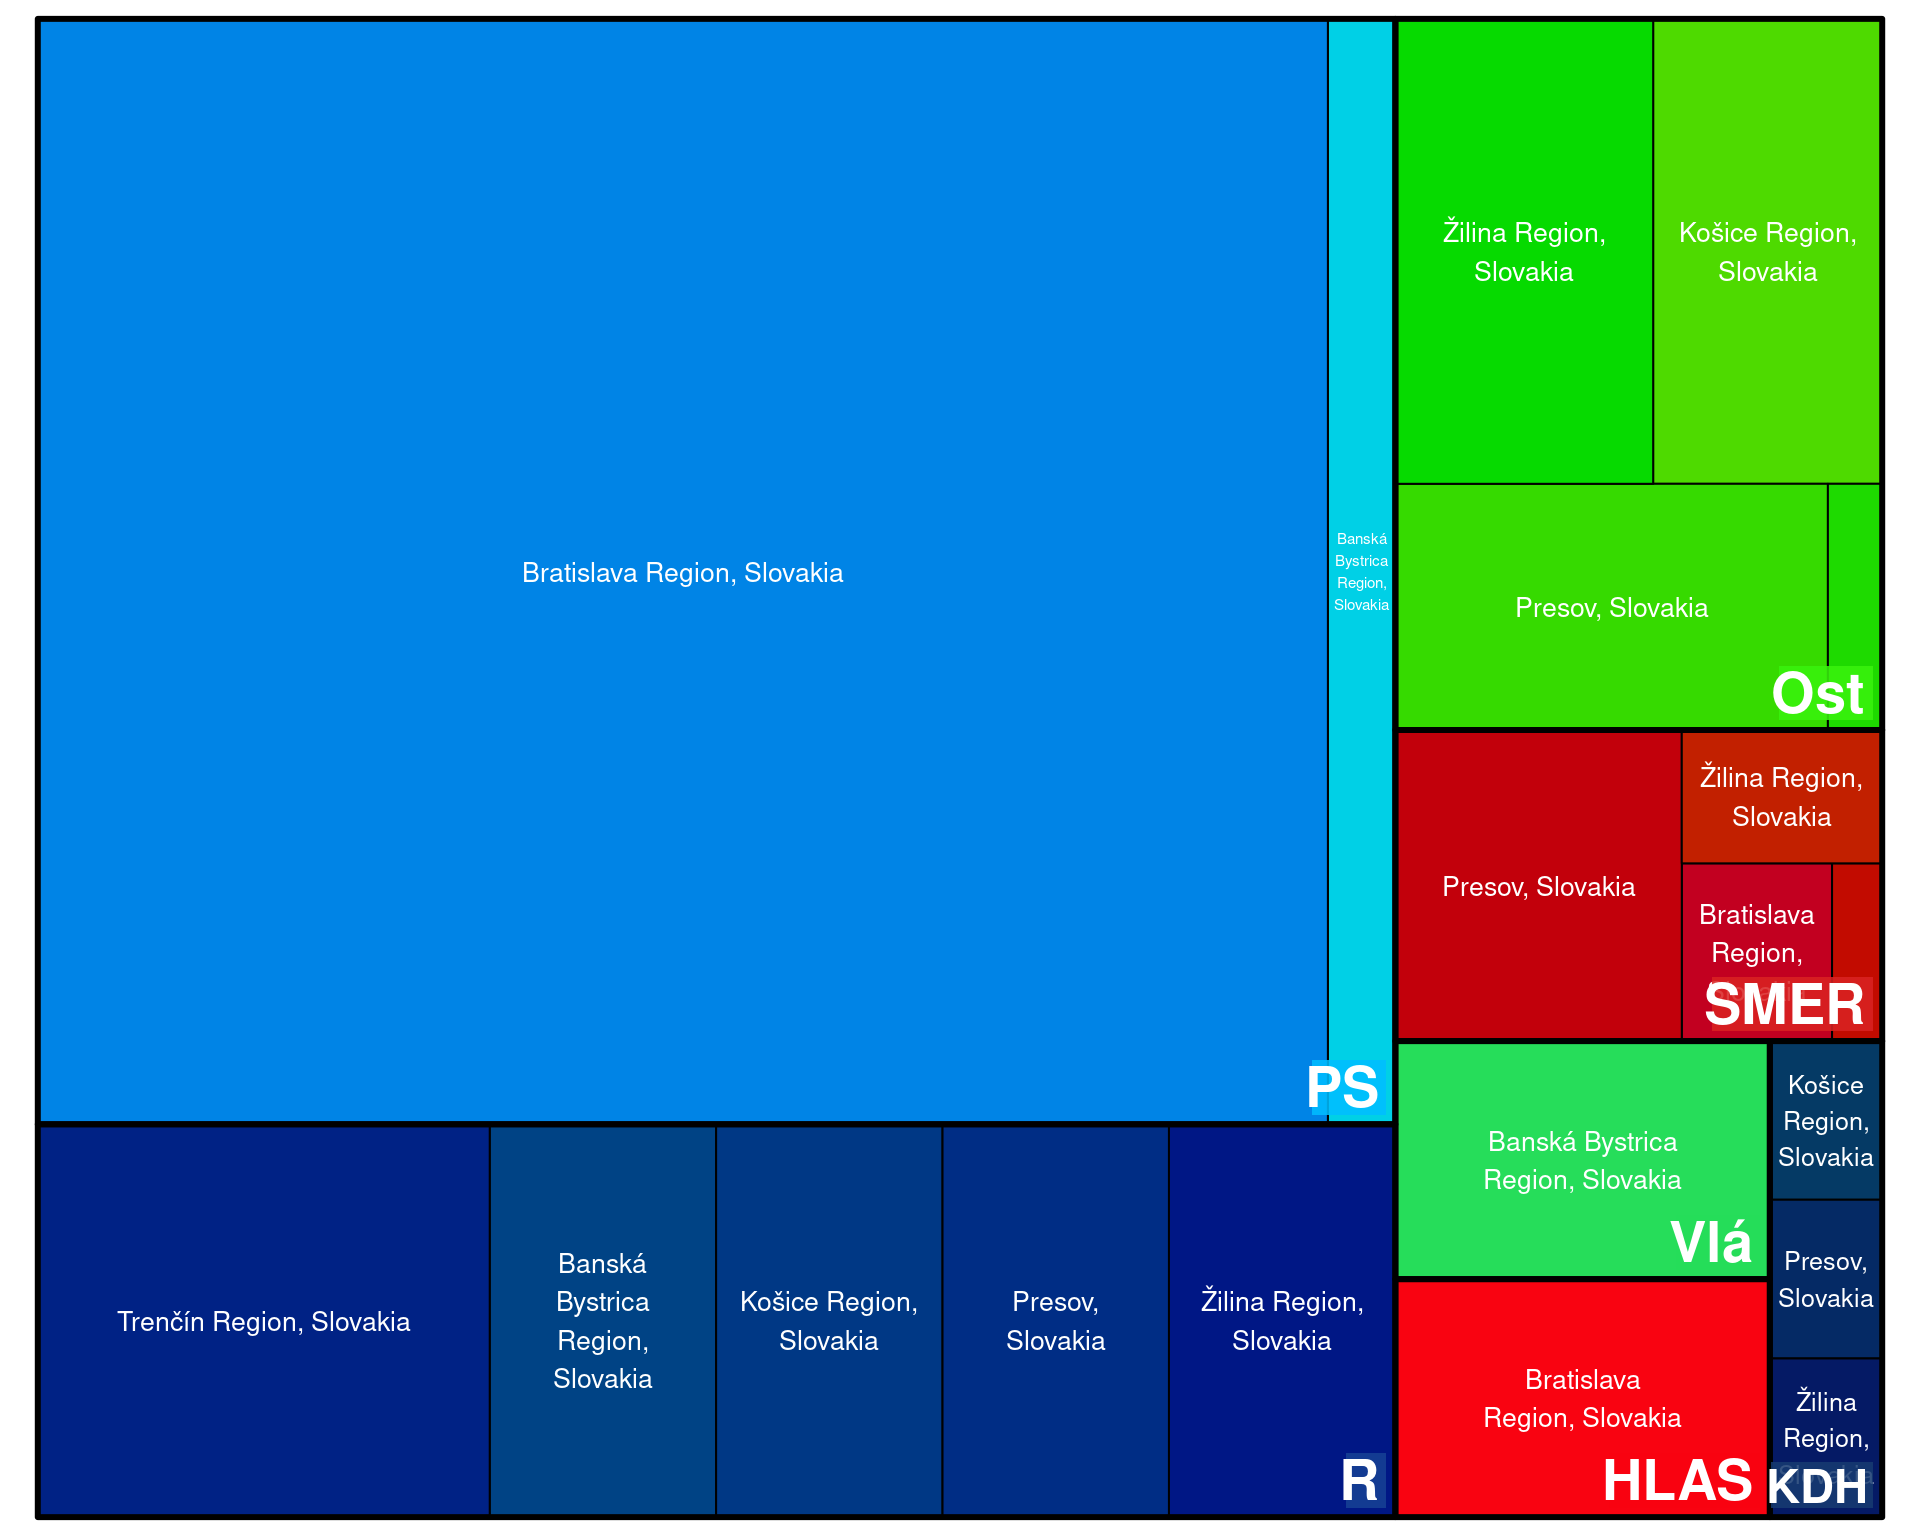 Bratislava Region, Slovakia
Banská
Bystrica
Region,
Slovakia
PS
Žilina Region,
Slovakia
Košice Region,
Slovakia
Presov, Slovakia
Ost
Presov, Slovakia
Žilina Region,
Slovakia
Bratislava
Region,
SMER
Banská Bystrica
Region, Slovakia
Vlá
Košice
Region,
Slovakia
Presov,
Slovakia
Žilina
Region,
KDH
Bratislava
Region, Slovakia
HLAS
Trenčín Region, Slovakia
Banská
Bystrica
Region,
Slovakia
Košice Region,
Slovakia
Presov,
Slovakia
Žilina Region,
Slovakia
R